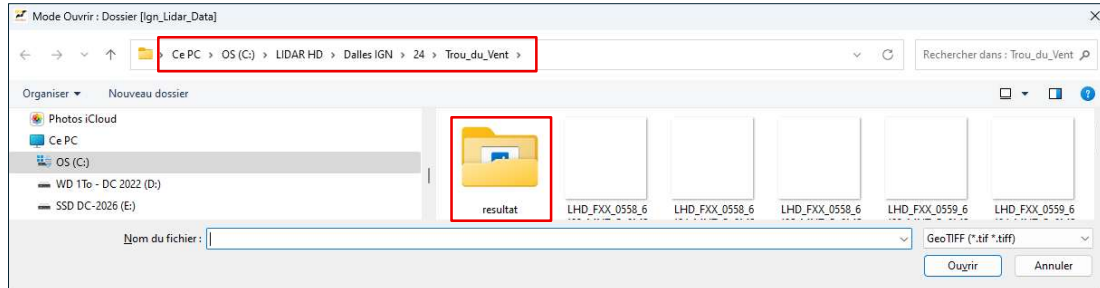 Mode Ouvrir : Dossier [Ign_Lidar_Data]
Ce PC > OS (C:) > LIDAR HD > Dalles IGN > 24 > Trou_du_Vent >
Rechercher dans : Trou_du_Vent
Organiser
Nouveau dossier
Photos iCloud
Ce PC
OS (C:)
WD 1To - DC 2022 (D:)
SSD DC-2026 (E:)
resultat
LHD_FXX_0558_6
LHD_FXX_0558_6
LHD_FXX_0558_6
LHD_FXX_0559_6
LHD_FXX_0559_6
Nom du fichier :
GeoTIFF (*.tif *.tiff)
Ouvrir
Annuler